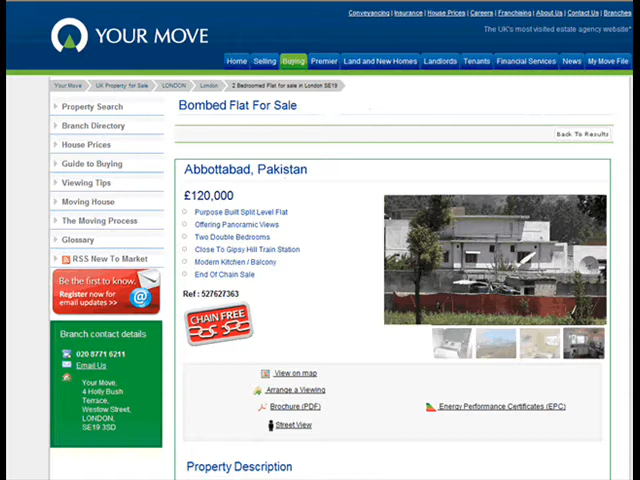 Conveyancing | Insurance | House Prices | Careers | Franchising | About Us | Contact Us | Branches
YOUR MOVE
The UK's most visited estate agency website*
Home Selling Buying Premier Land and New Homes Landlords Tenants Financial Services News My Move File
Your Move UK Property for Sale LONDON London 2 Bedroomed Flat for sale in London SE19
Property Search
Branch Directory
House Prices
Guide to Buying
Viewing Tips
Moving House
The Moving Process
Glossary
RSS New To Market
Be the first to know.
Register now for
email updates >>
@
Branch contact details
020 8771 6211
Email Us
Your Move,
4 Holly Bush
Terrace,
Westow Street,
LONDON,
SE19 3SD
Bombed Flat For Sale
Back To Results
Abbottabad, Pakistan
£120,000
Purpose Built Split Level Flat
Offering Panoramic Views
Two Double Bedrooms
Close To Gipsy Hill Train Station
Modern Kitchen / Balcony
End Of Chain Sale
Ref : 527627363
CHAIN FREE
View on map
Arrange a Viewing
Brochure (PDF)
Energy Performance Certificates (EPC)
Street View
Property Description